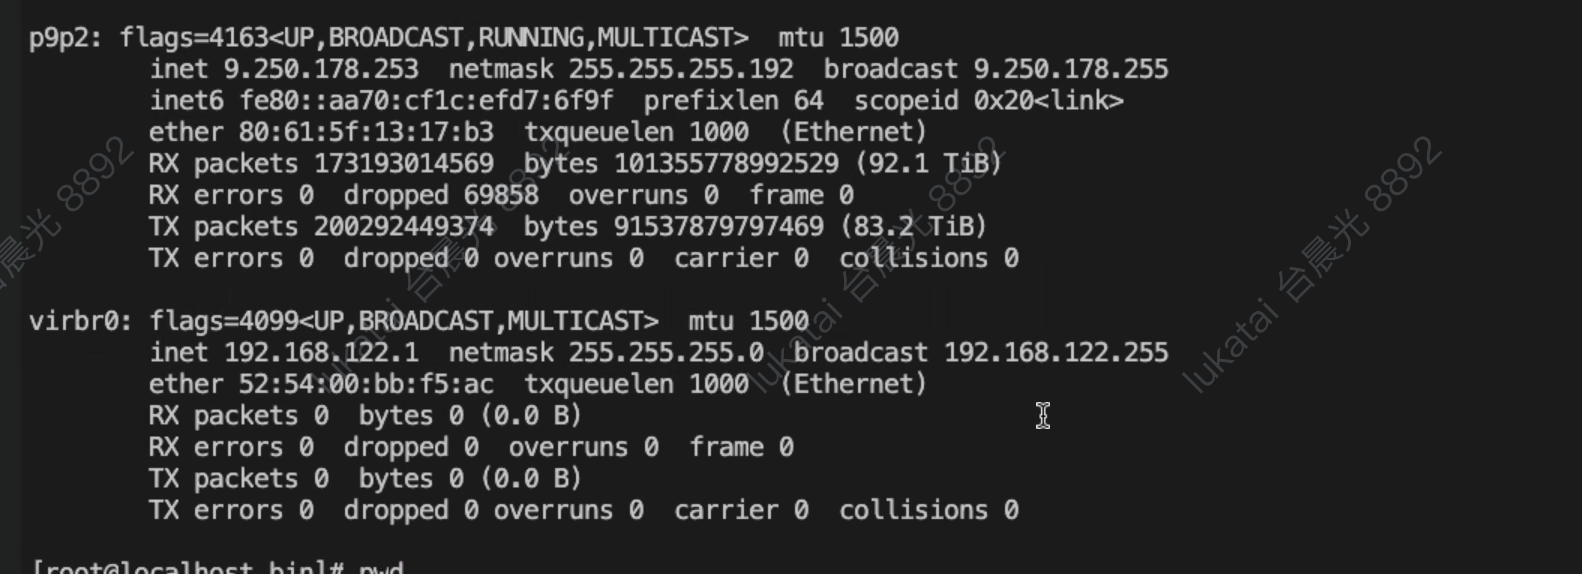 p9p2: flags=4163<UP,BROADCAST,RUNNING,MULTICAST>  mtu 1500
        inet 9.250.178.253  netmask 255.255.255.192  broadcast 9.250.178.255
        inet6 fe80::aa70:cf1c:efd7:6f9f  prefixlen 64  scopeid 0x20<link>
        ether 80:61:5f:13:17:b3  txqueuelen 1000  (Ethernet)
        RX packets 173193014569  bytes 101355778992529 (92.1 TiB)
        RX errors 0  dropped 69858  overruns 0  frame 0
        TX packets 200292449374  bytes 91537879797469 (83.2 TiB)
        TX errors 0  dropped 0 overruns 0  carrier 0  collisions 0
virbr0: flags=4099<UP,BROADCAST,MULTICAST>  mtu 1500
        inet 192.168.122.1  netmask 255.255.255.0  broadcast 192.168.122.255
        ether 52:54:00:bb:f5:ac  txqueuelen 1000  (Ethernet)
        RX packets 0  bytes 0 (0.0 B)
        RX errors 0  dropped 0  overruns 0  frame 0
        TX packets 0  bytes 0 (0.0 B)
        TX errors 0  dropped 0 overruns 0  carrier 0  collisions 0
[root@localhost bin]# pwd
台晨光 8892
lukatai 台晨光 8892
lukatai 台晨光 8892
lukatai 台晨光 8892